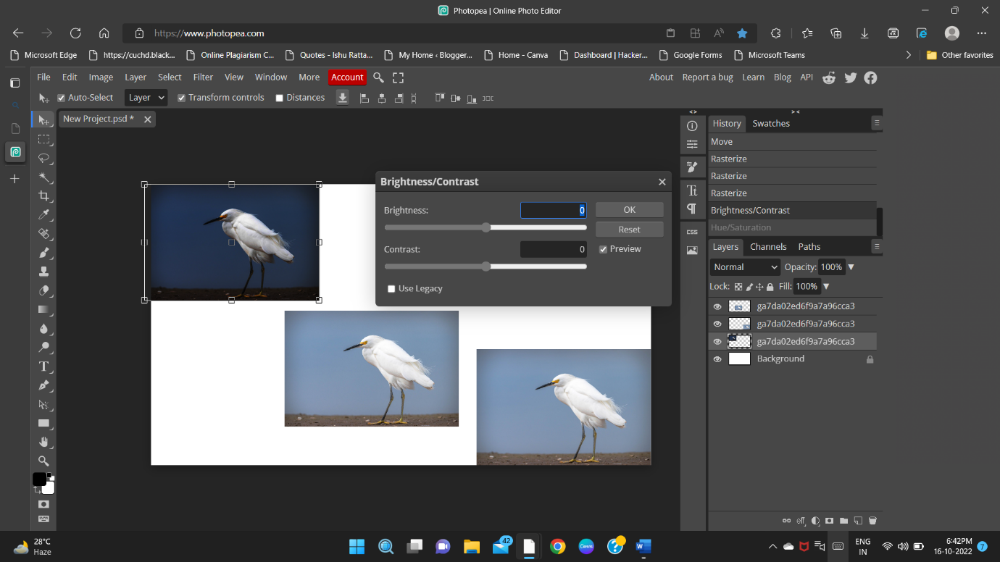 Photopea | Online Photo Editor
https://www.photopea.com
Microsoft Edge
https://cuchd.black...
Online Plagiarism C...
Quotes - Ishu Ratta...
My Home ‹ Blogger...
Home - Canva
Dashboard | Hacker...
Google Forms
Microsoft Teams
Other favorites
File Edit Image Layer Select Filter View Window More Account
About Report a bug Learn Blog API
Auto-Select Layer Transform controls Distances
New Project.psd *
History Swatches
Move
Rasterize
Rasterize
Rasterize
Brightness/Contrast
Hue/Saturation
Brightness/Contrast
Brightness: 0 OK
Reset
Contrast: 0 Preview
Use Legacy
CSS
Layers Channels Paths
Normal Opacity: 100%
Lock: Fill: 100%
ga7da02ed6f9a7a96cca3
ga7da02ed6f9a7a96cca3
ga7da02ed6f9a7a96cca3
Background
eff
28°C
Haze
42
ENG
IN
6:42PM
16-10-2022
7